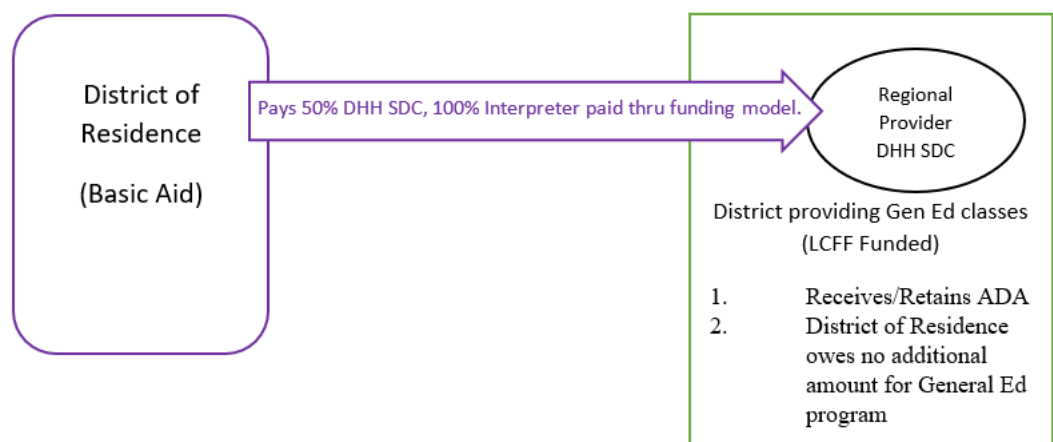 District of
Residence
(Basic Aid)
Pays 50% DHH SDC, 100% Interpreter paid thru funding model.
Regional
Provider
DHH SDC
District providing Gen Ed classes
(LCFF Funded)
1. Receives/Retains ADA
2. District of Residence
owes no additional
amount for General Ed
program